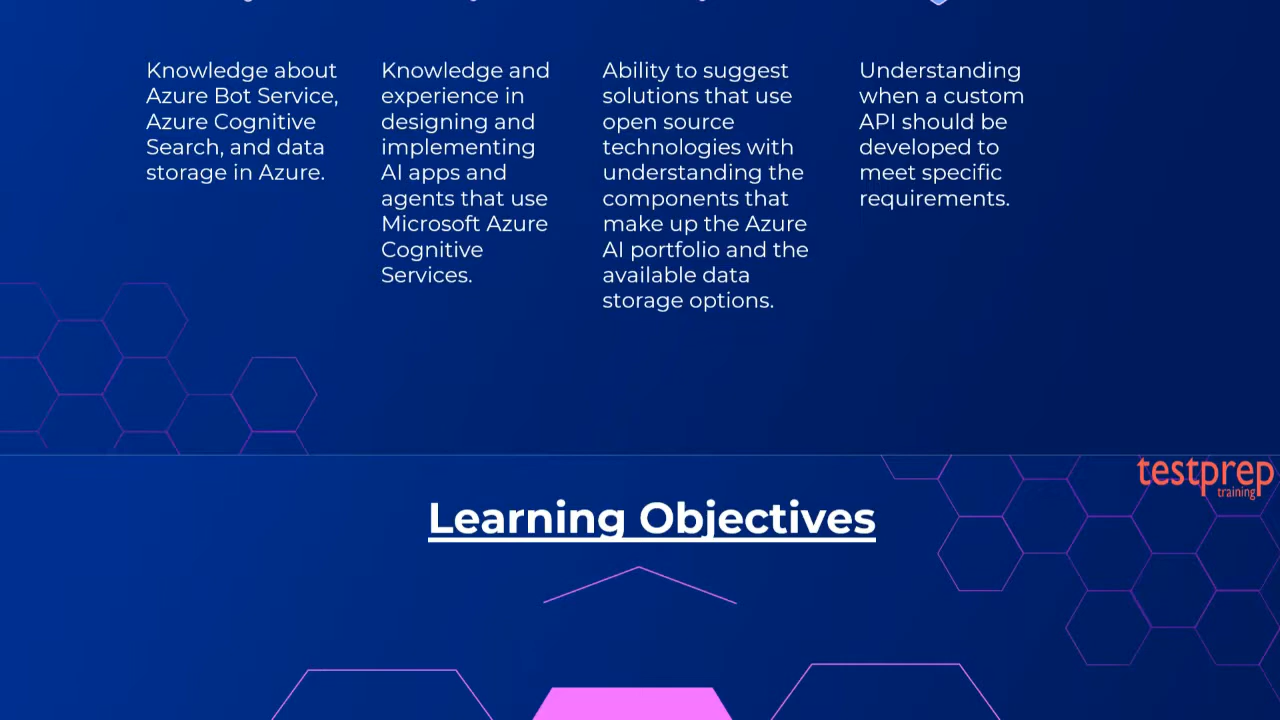 Knowledge about
Azure Bot Service,
Azure Cognitive
Search, and data
storage in Azure.
Knowledge and
experience in
designing and
implementing
AI apps and
agents that use
Microsoft Azure
Cognitive
Services.
Ability to suggest
solutions that use
open source
technologies with
understanding the
components that
make up the Azure
AI portfolio and the
available data
storage options.
Understanding
when a custom
API should be
developed to
meet specific
requirements.
testprep
training
Learning Objectives